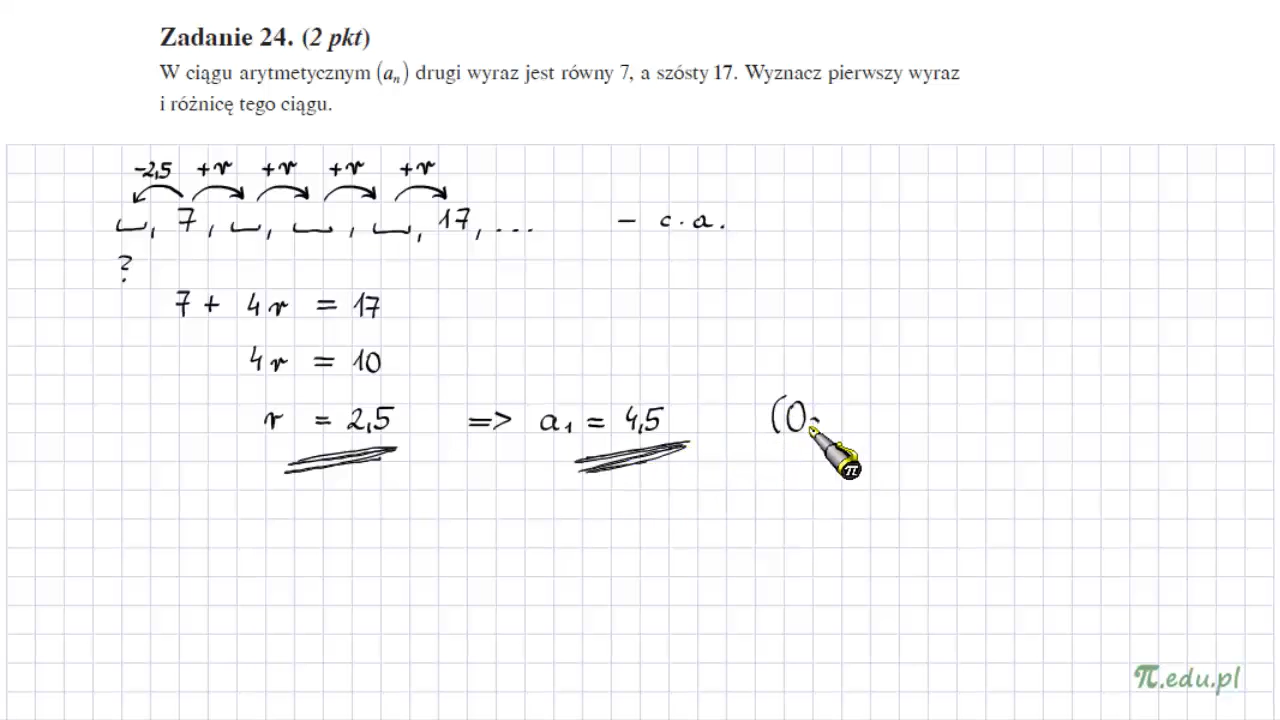 Zadanie 24. (2 pkt)
W ciągu arytmetycznym (aₙ) drugi wyraz jest równy 7, a szósty 17. Wyznacz pierwszy wyraz
i różnicę tego ciągu.
-2,5 +r +r +r +r
, 7, , , , 17, ... - c.a.
?
7 + 4r = 17
4r = 10
r = 2,5 => a₁ = 4,5 (0
π
π.edu.pl